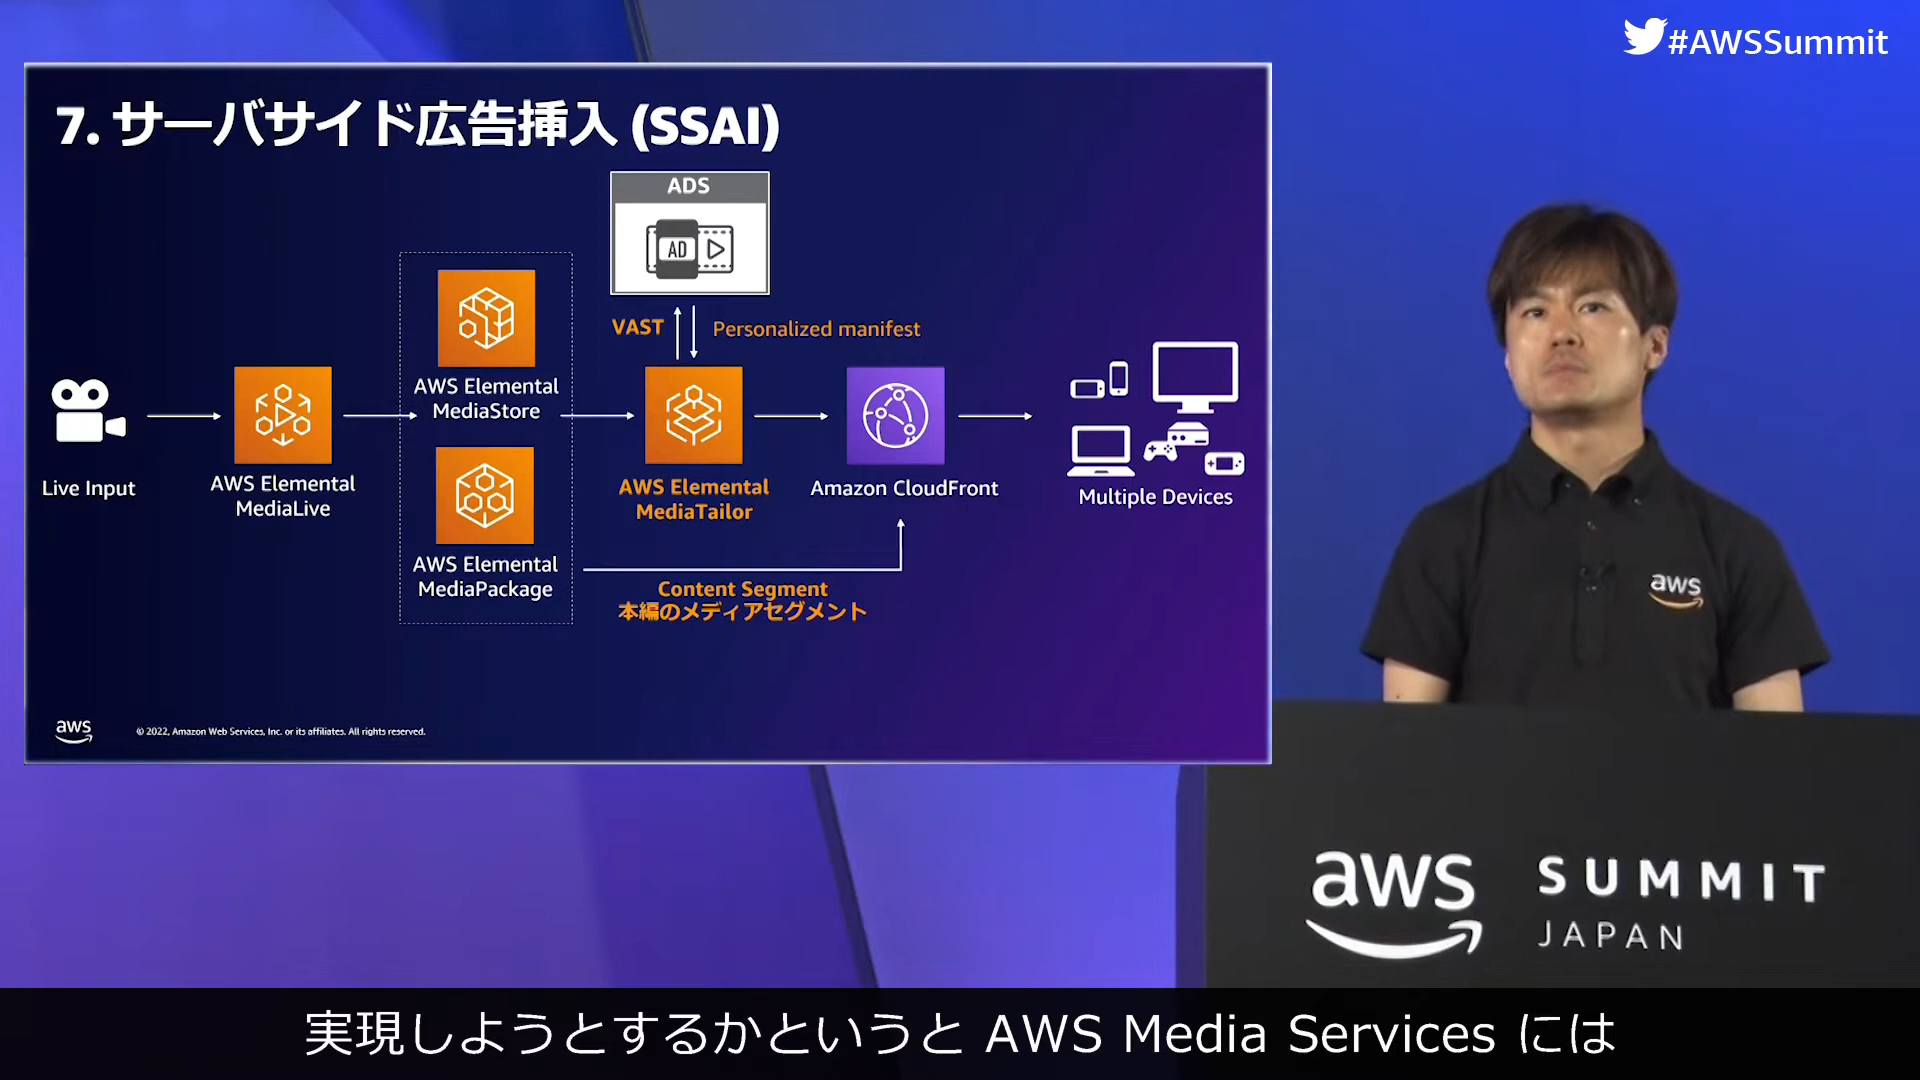 #AWSSummit
7. サーバサイド広告挿入 (SSAI)
ADS
AD
VAST
Personalized manifest
Live Input
AWS Elemental
MediaLive
AWS Elemental
MediaStore
AWS Elemental
MediaPackage
AWS Elemental
MediaTailor
Amazon CloudFront
Multiple Devices
Content Segment
本編のメディアセグメント
aws
© 2022, Amazon Web Services, Inc. or its affiliates. All rights reserved.
aws
aws
SUMMIT
JAPAN
実現しようとするかというと AWS Media Services には